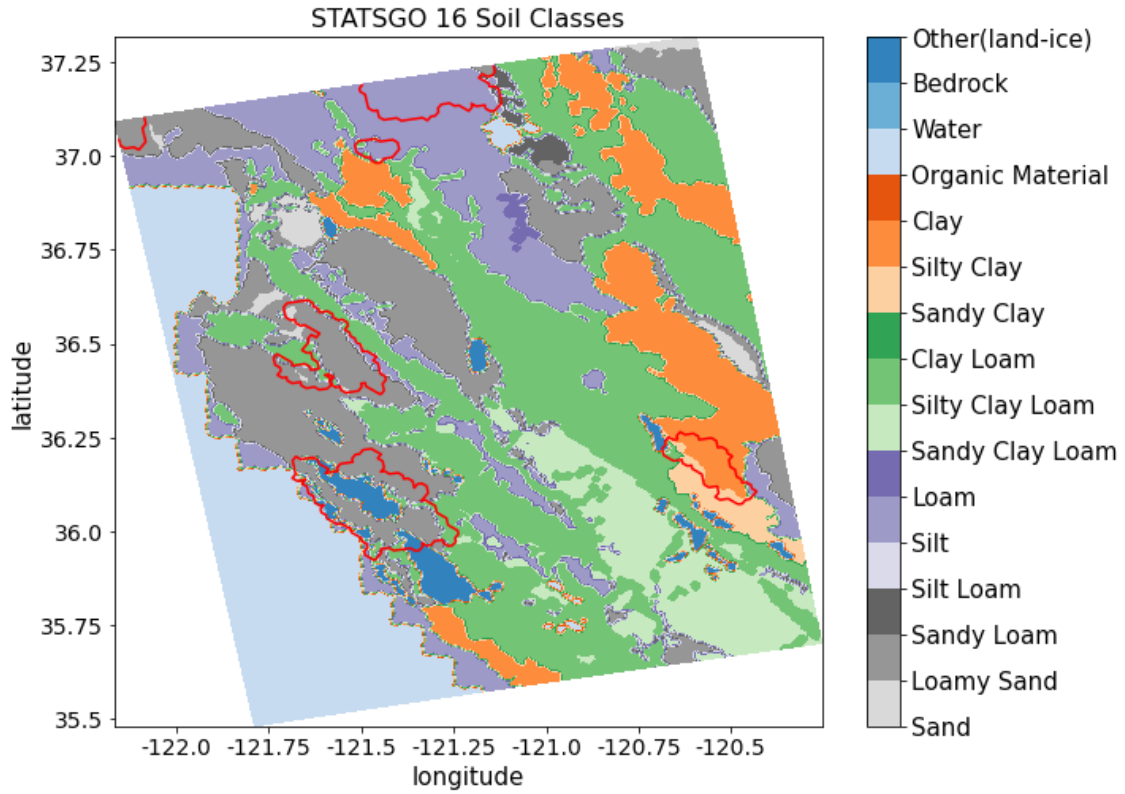 STATSGO 16 Soil Classes
latitude
37.25
37.0
36.75
36.5
36.25
36.0
35.75
35.5
-122.0 -121.75 -121.5 -121.25 -121.0 -120.75 -120.5
longitude
Other(land-ice)
Bedrock
Water
Organic Material
Clay
Silty Clay
Sandy Clay
Clay Loam
Silty Clay Loam
Sandy Clay Loam
Loam
Silt
Silt Loam
Sandy Loam
Loamy Sand
Sand